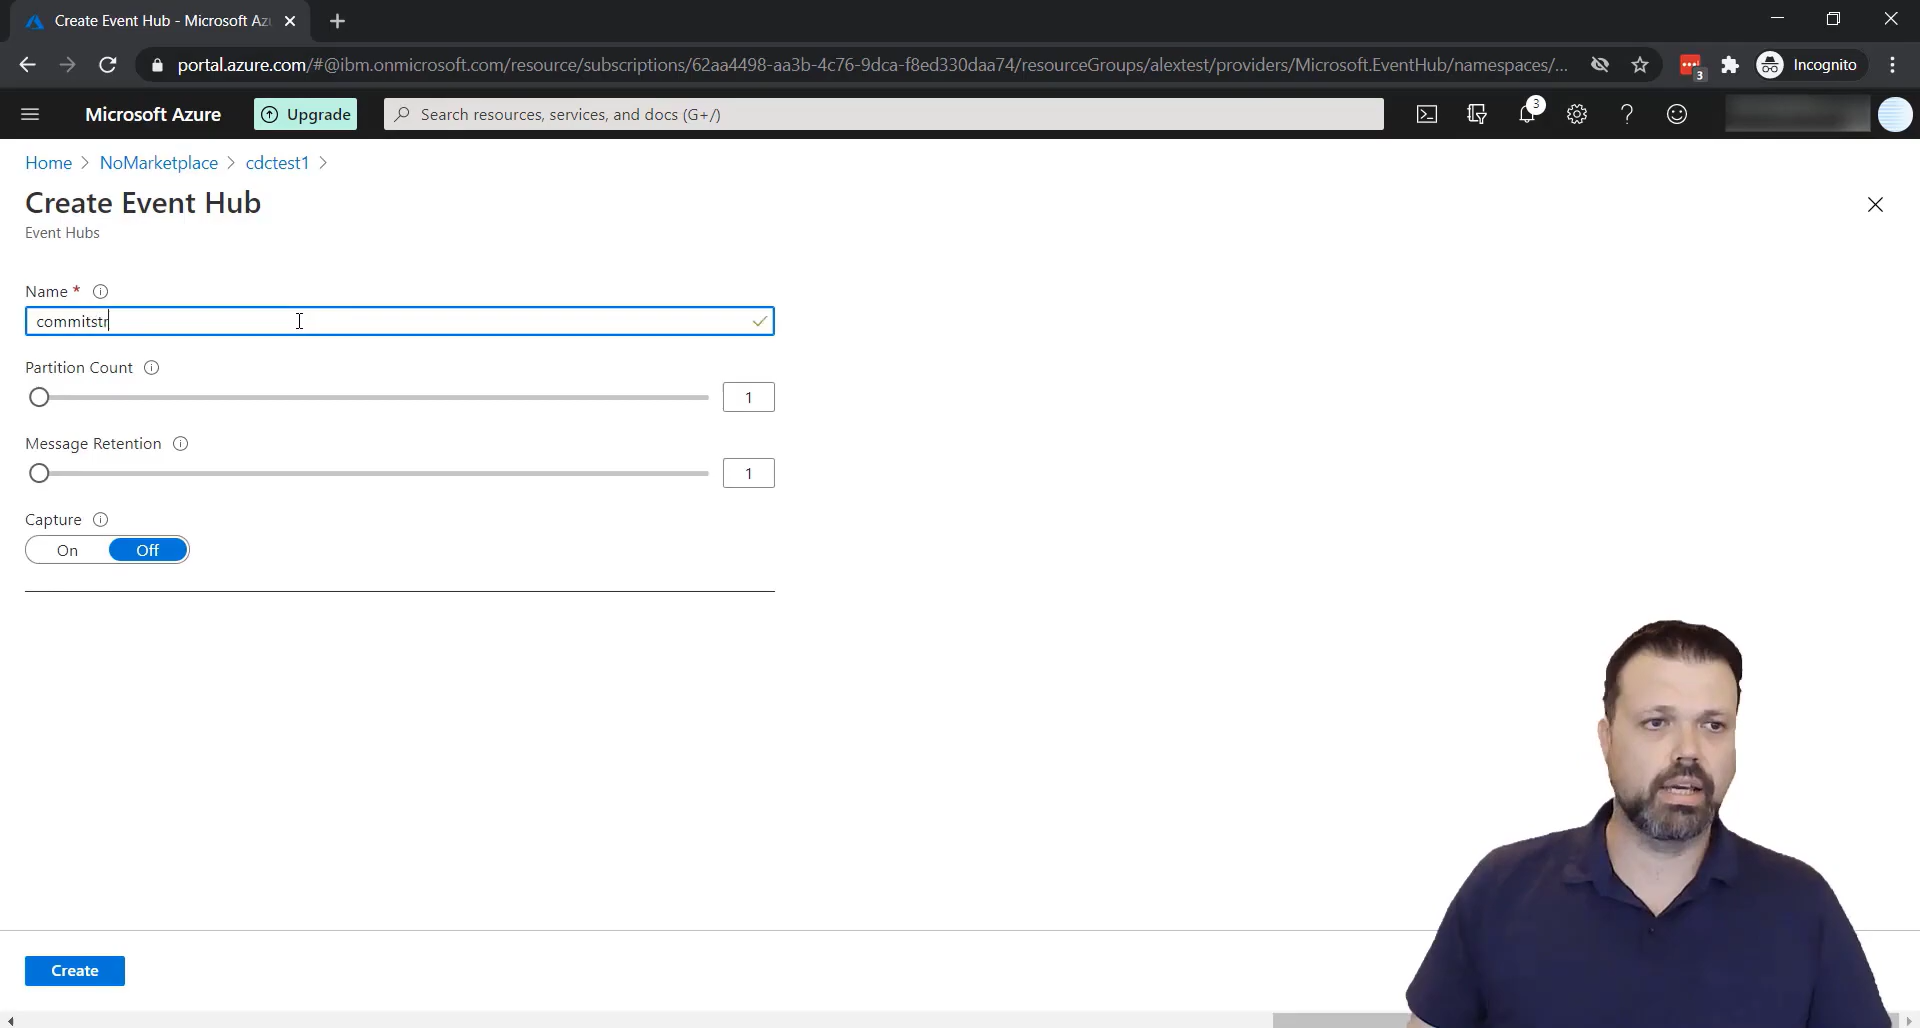 Create Event Hub - Microsoft Az
portal.azure.com/#@ibm.onmicrosoft.com/resource/subscriptions/62aa4498-aa3b-4c76-9dca-f8ed330daa74/resourceGroups/alextest/providers/Microsoft.EventHub/namespaces/... 3 Incognito
Microsoft Azure Upgrade Search resources, services, and docs (G+/) 3
Home > NoMarketplace > cdctest1 >
Create Event Hub
Event Hubs
Name *
commitstr
Partition Count
1
Message Retention
1
Capture
On Off
Create